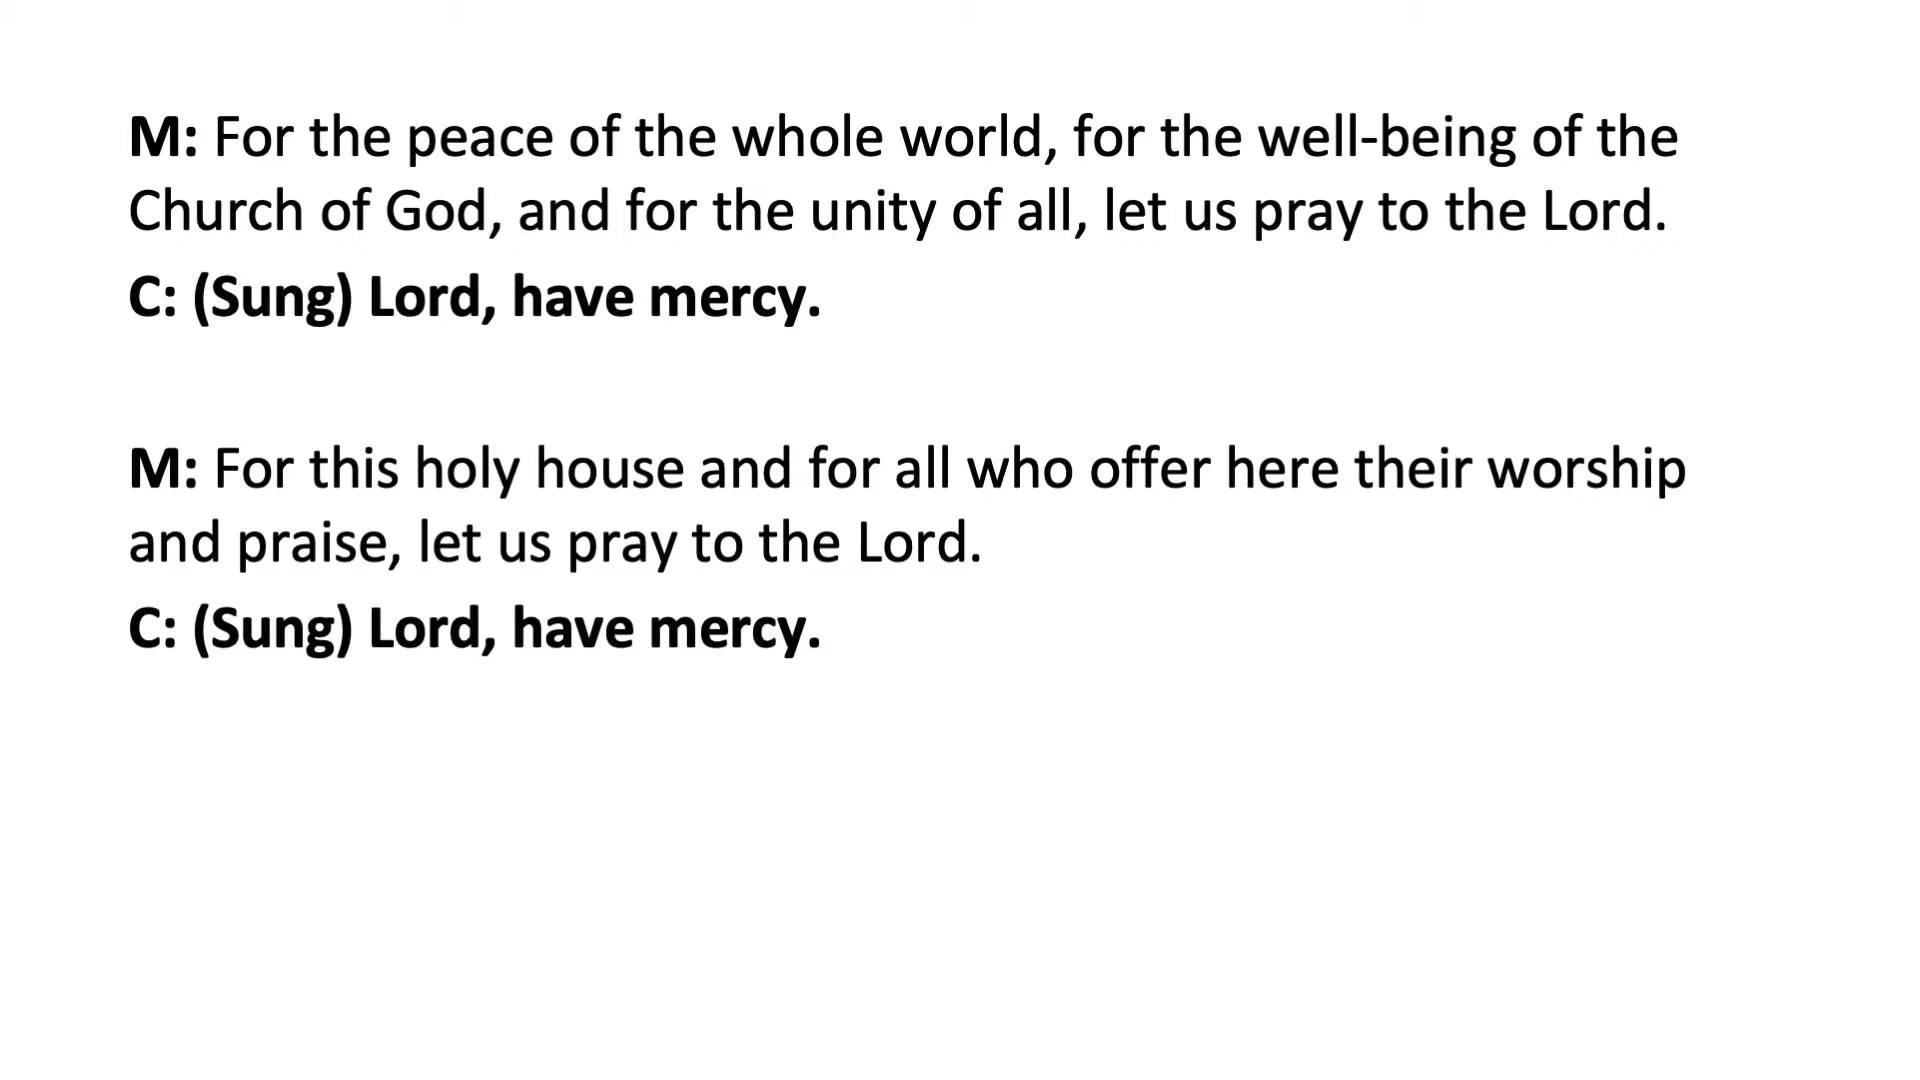 M: For the peace of the whole world, for the well-being of the
Church of God, and for the unity of all, let us pray to the Lord.
C: (Sung) Lord, have mercy.
M: For this holy house and for all who offer here their worship
and praise, let us pray to the Lord.
C: (Sung) Lord, have mercy.